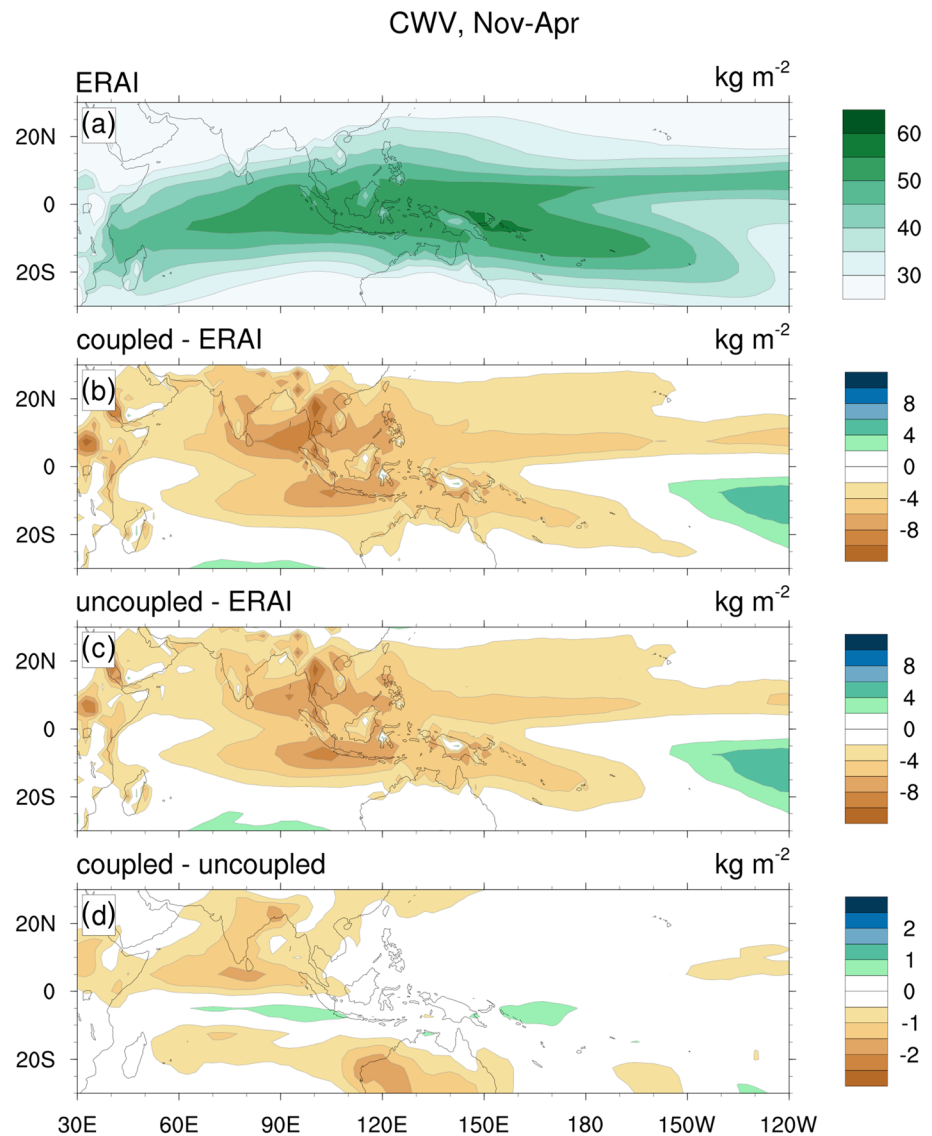 CWV, Nov-Apr
ERAI kg m⁻²
(a)
20N
0
20S
60
50
40
30
coupled - ERAI kg m⁻²
(b)
20N
0
20S
8
4
0
-4
-8
uncoupled - ERAI kg m⁻²
(c)
20N
0
20S
8
4
0
-4
-8
coupled - uncoupled kg m⁻²
(d)
20N
0
20S
2
1
0
-1
-2
30E 60E 90E 120E 150E 180 150W 120W